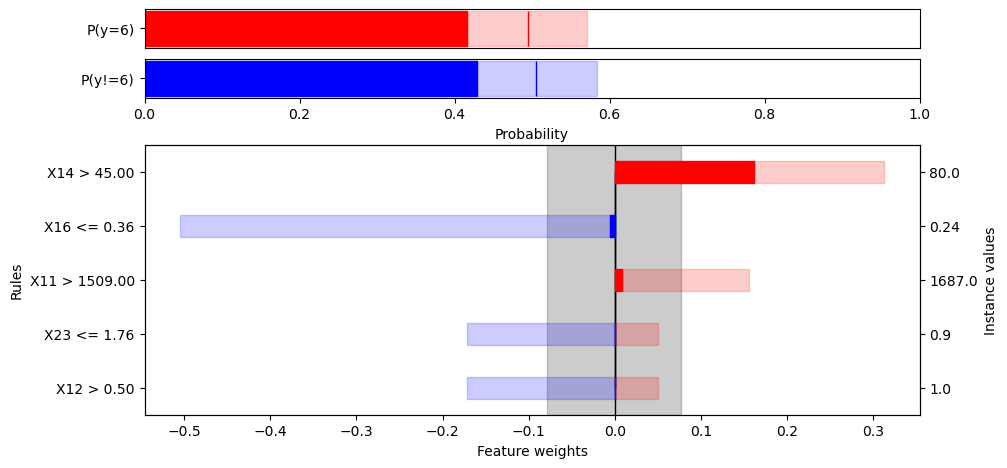 P(y=6)
P(y!=6)
0.0 0.2 0.4 0.6 0.8 1.0
Probability
X14 > 45.00 80.0
X16 <= 0.36 0.24
X11 > 1509.00 1687.0
X23 <= 1.76 0.9
X12 > 0.50 1.0
Rules
Instance values
−0.5 −0.4 −0.3 −0.2 −0.1 0.0 0.1 0.2 0.3
Feature weights